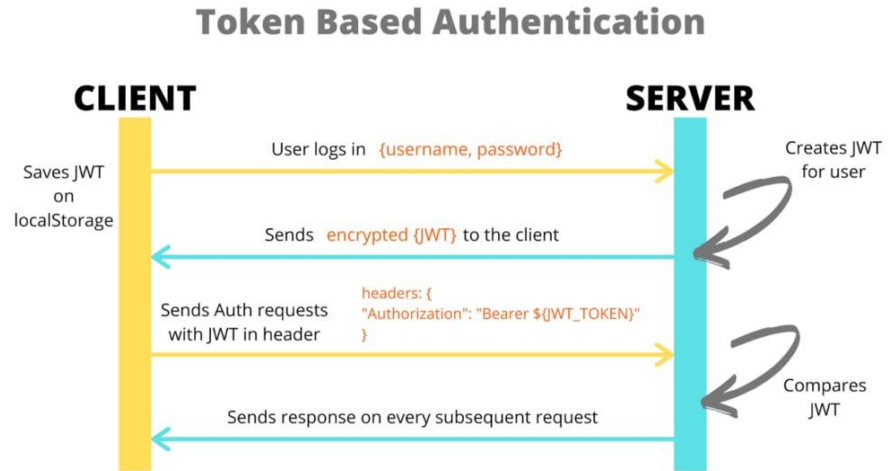 Token Based Authentication
CLIENT
SERVER
User logs in {username, password}
Creates JWT
for user
Saves JWT
on
localStorage
Sends encrypted {JWT} to the client
Sends Auth requests
with JWT in header
headers: {
"Authorization": "Bearer ${JWT_TOKEN}"
}
Compares
JWT
Sends response on every subsequent request